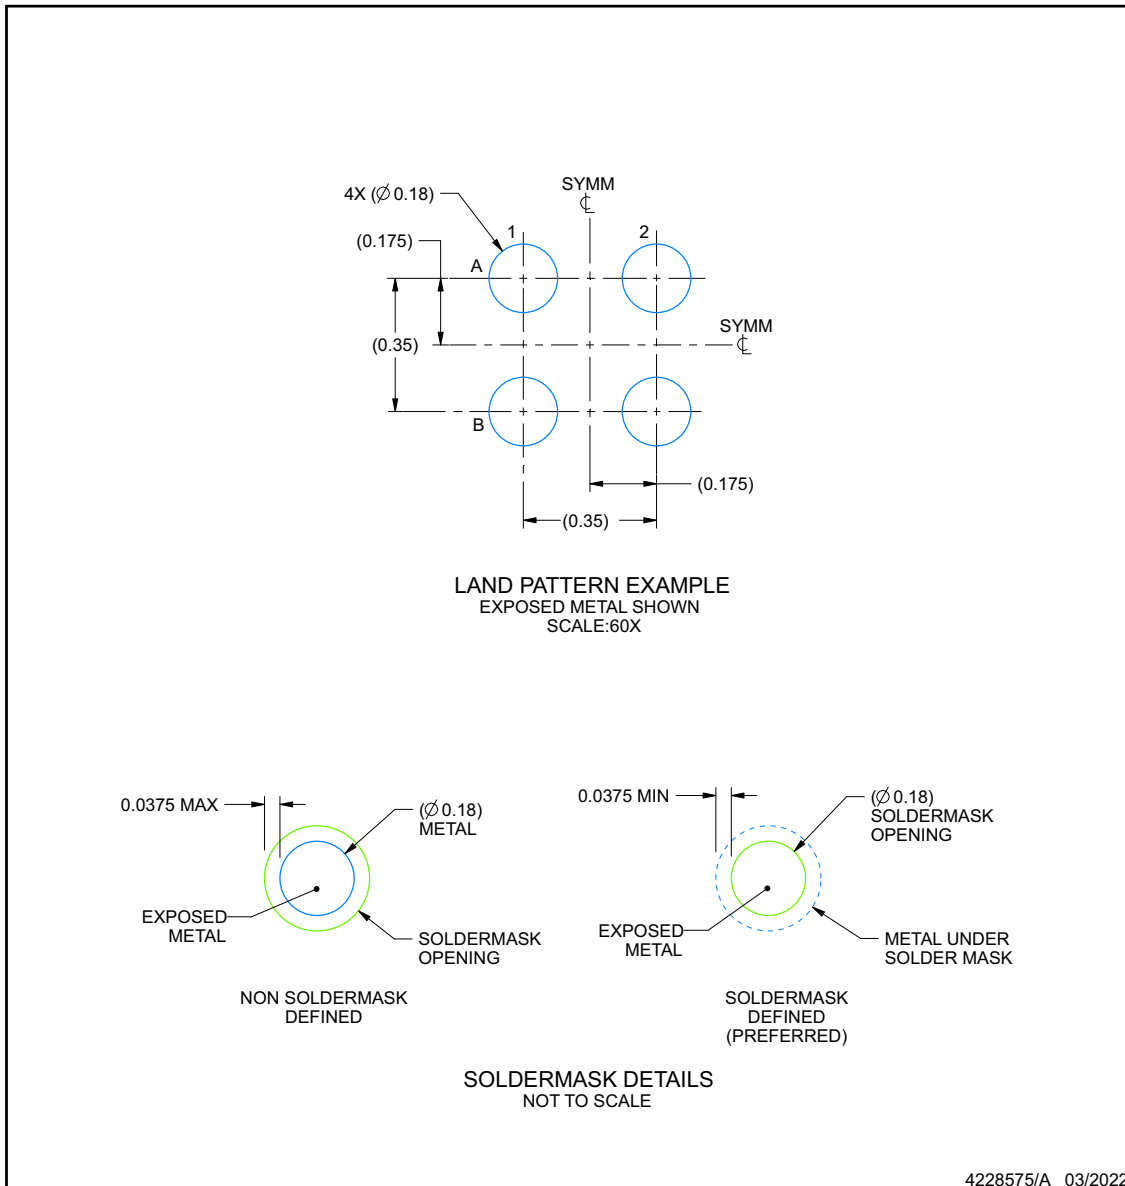 SYMM
℄
4X (∅ 0.18)
1
2
(0.175)
A
SYMM
℄
(0.35)
B
(0.175)
(0.35)
LAND PATTERN EXAMPLE
EXPOSED METAL SHOWN
SCALE:60X
0.0375 MAX
(∅ 0.18)
METAL
EXPOSED
METAL
SOLDERMASK
OPENING
NON SOLDERMASK
DEFINED
0.0375 MIN
(∅ 0.18)
SOLDERMASK
OPENING
EXPOSED
METAL
METAL UNDER
SOLDER MASK
SOLDERMASK
DEFINED
(PREFERRED)
SOLDERMASK DETAILS
NOT TO SCALE
4228575/A 03/2022